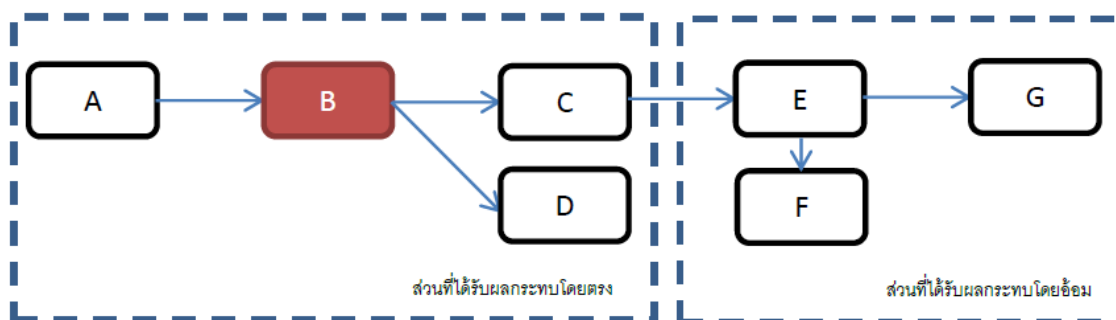 A
B
C
E
G
D
F
ส่วนที่ได้รับผลกระทบโดยตรง
ส่วนที่ได้รับผลกระทบโดยอ้อม